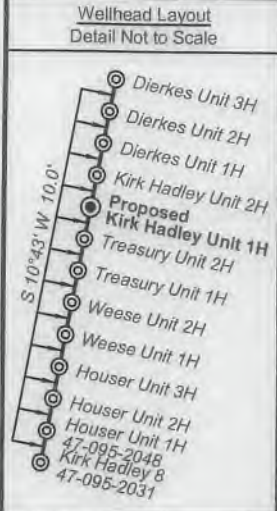 Wellhead Layout
Detail Not to Scale
Dierkes Unit 3H
Dierkes Unit 2H
Dierkes Unit 1H
Kirk Hadley Unit 2H
Proposed
Kirk Hadley Unit 1H
Treasury Unit 2H
Treasury Unit 1H
Weese Unit 2H
Weese Unit 1H
Houser Unit 3H
Houser Unit 2H
Houser Unit 1H
47-095-2048
Kirk Hadley 8
47-095-2031
S 10°43' W 10.0'